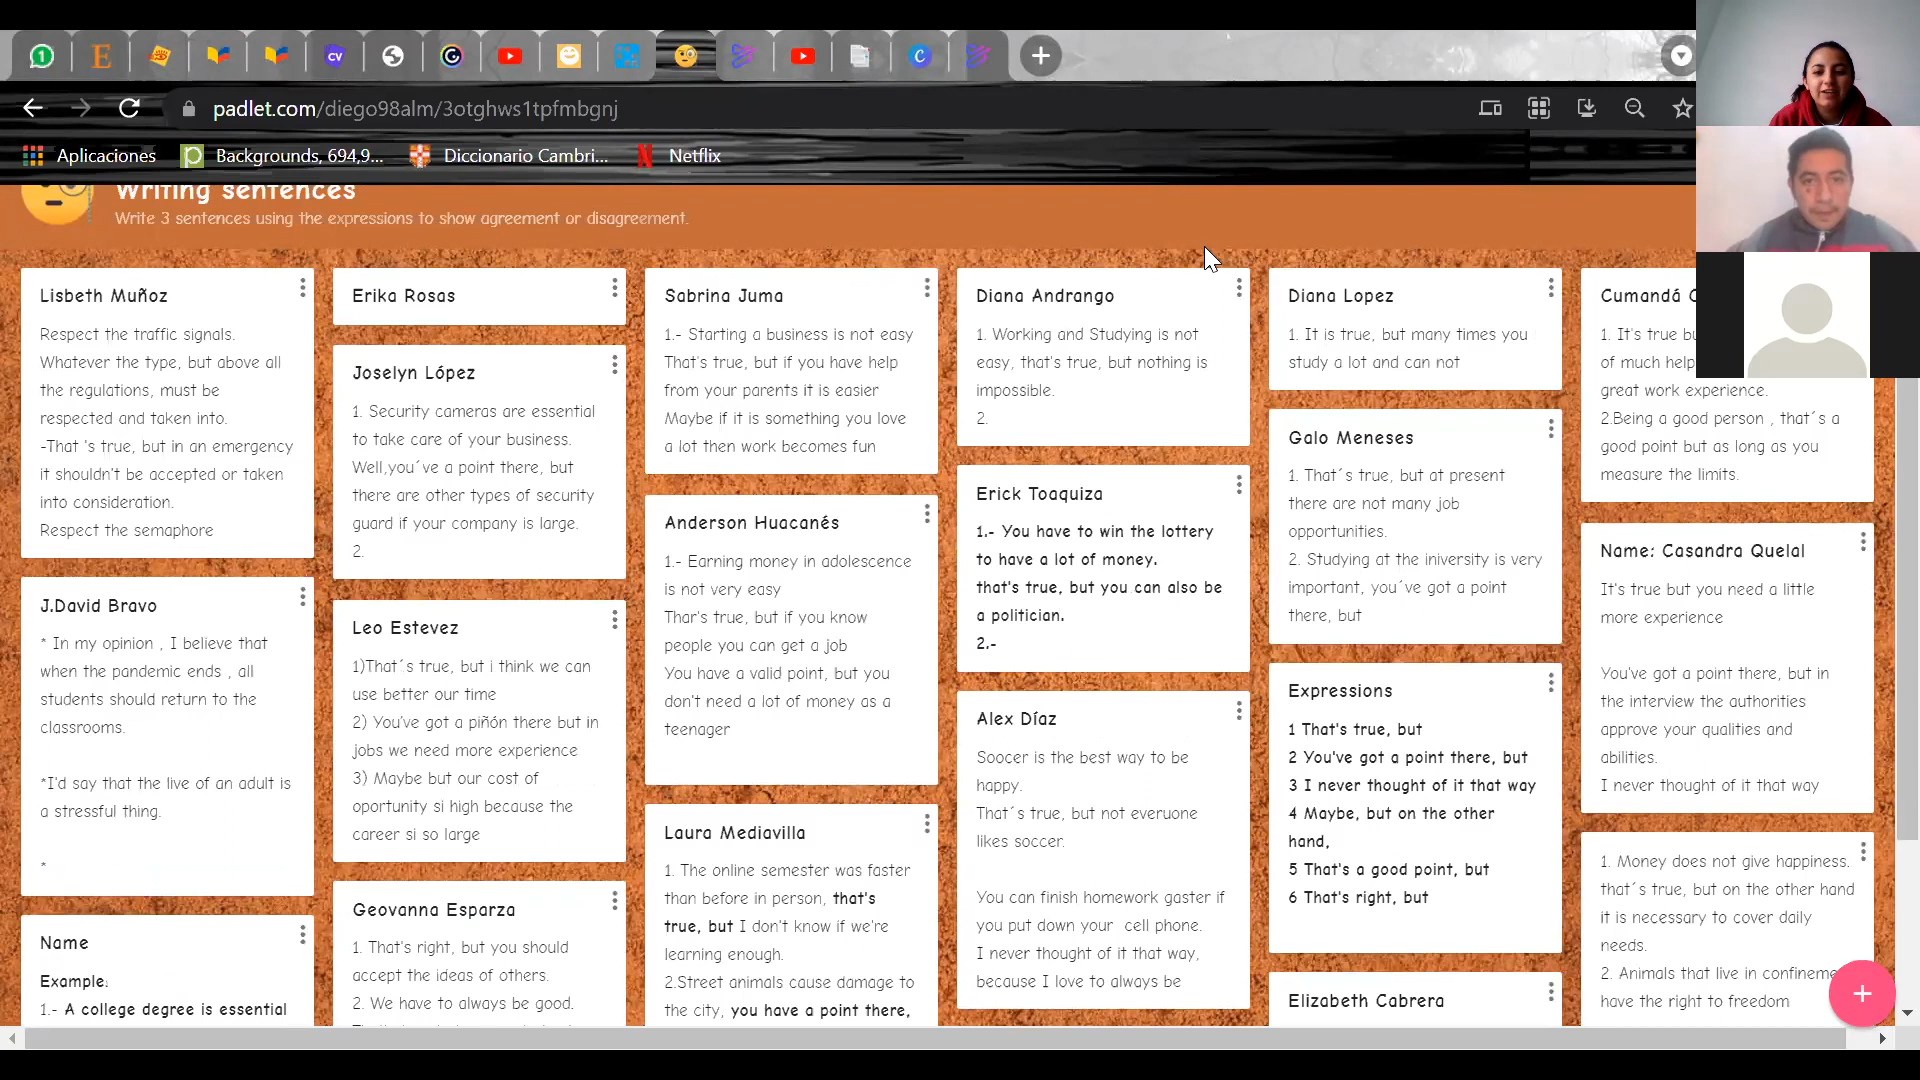 padlet.com/diego98alm/3otghws1tpfmbgnj
Aplicaciones
Backgrounds, 694,9...
Diccionario Cambri...
Netflix
Writing sentences
Write 3 sentences using the expressions to show agreement or disagreement.
Lisbeth Muñoz
Respect the traffic signals.
Whatever the type, but above all
the regulations, must be
respected and taken into.
-That 's true, but in an emergency
it shouldn't be accepted or taken
into consideration.
Respect the semaphore
J.David Bravo
* In my opinion , I believe that
when the pandemic ends , all
students should return to the
classrooms.
*I'd say that the live of an adult is
a stressful thing.
*
Name
Example:
1.- A college degree is essential
Erika Rosas
Joselyn López
1. Security cameras are essential
to take care of your business.
Well,you´ve a point there, but
there are other types of security
guard if your company is large.
2.
Leo Estevez
1)That´s true, but i think we can
use better our time
2) You've got a piñón there but in
jobs we need more experience
3) Maybe but our cost of
oportunity si high because the
career si so large
Geovanna Esparza
1. That's right, but you should
accept the ideas of others.
2. We have to always be good.
Sabrina Juma
1.- Starting a business is not easy
That's true, but if you have help
from your parents it is easier
Maybe if it is something you love
a lot then work becomes fun
Anderson Huacanés
1.- Earning money in adolescence
is not very easy
Thar's true, but if you know
people you can get a job
You have a valid point, but you
don't need a lot of money as a
teenager
Laura Mediavilla
1. The online semester was faster
than before in person, that's
true, but I don't know if we're
learning enough.
2.Street animals cause damage to
the city, you have a point there,
Diana Andrango
1. Working and Studying is not
easy, that's true, but nothing is
impossible.
2.
Erick Toaquiza
1.- You have to win the lottery
to have a lot of money.
that's true, but you can also be
a politician.
2.-
Alex Díaz
Soocer is the best way to be
happy.
That´s true, but not everyone
likes soccer.
You can finish homework gaster if
you put down your cell phone.
I never thought of it that way,
because I love to always be
Diana Lopez
1. It is true, but many times you
study a lot and can not
Galo Meneses
1. That´s true, but at present
there are not many job
opportunities.
2. Studying at the iniversity is very
important, you´ve got a point
there, but
Expressions
1 That's true, but
2 You've got a point there, but
3 I never thought of it that way
4 Maybe, but on the other
hand,
5 That's a good point, but
6 That's right, but
Elizabeth Cabrera
Cumandá
1. It's true
of much help
great work experience.
2.Being a good person , that´s a
good point but as long as you
measure the limits.
Name: Casandra Quelal
It's true but you need a little
more experience
You've got a point there, but in
the interview the authorities
approve your qualities and
abilities.
I never thought of it that way
1. Money does not give happiness.
that´s true, but on the other hand
it is necessary to cover daily
needs.
2. Animals that live in
have the right to freedom